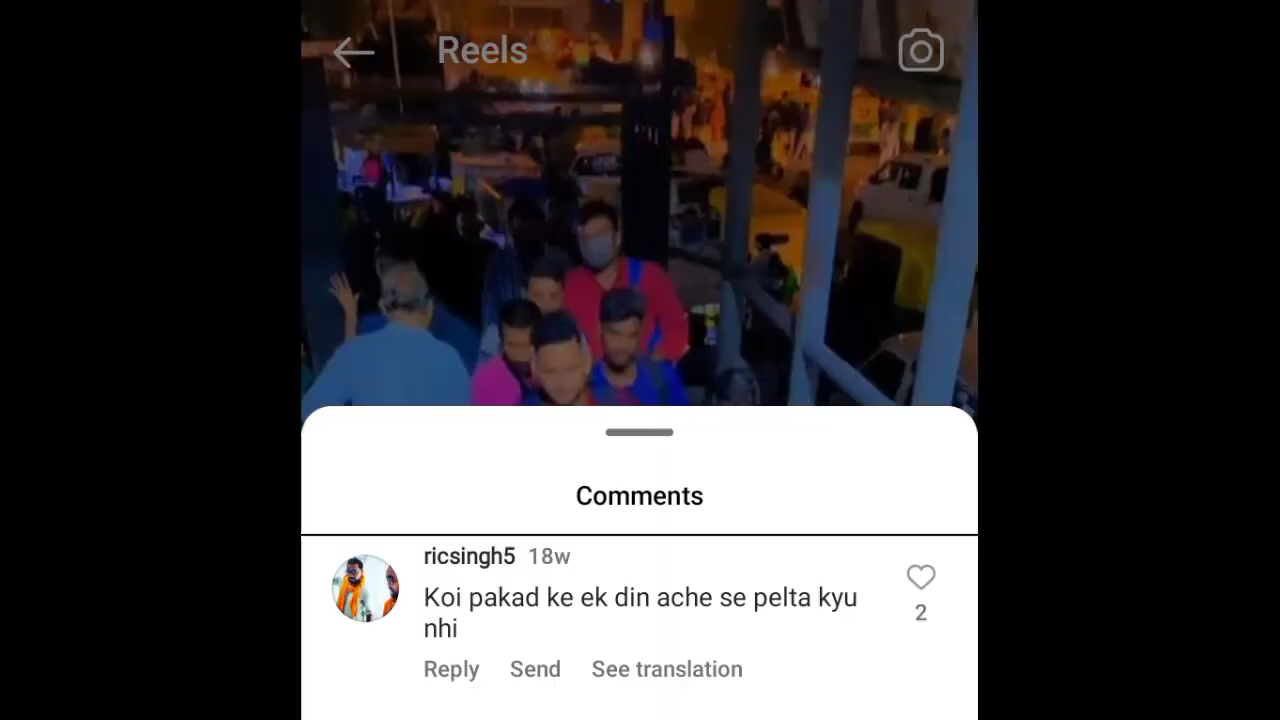 Reels
Comments
ricsingh5 18w
Koi pakad ke ek din ache se pelta kyu
nhi
2
Reply Send See translation